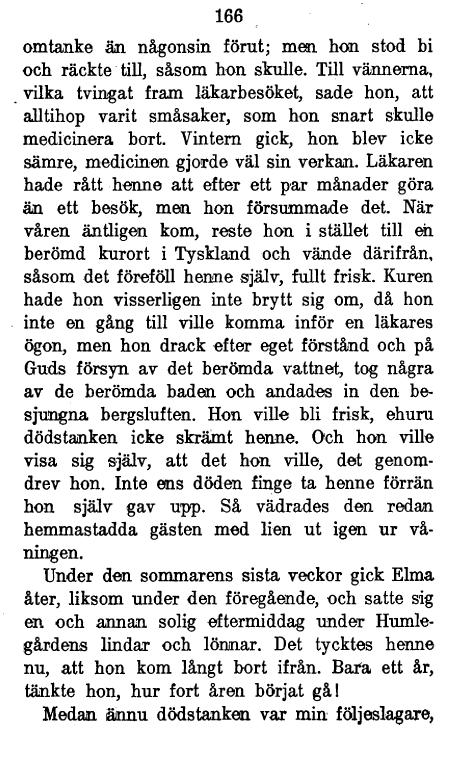 166
omtanke än någonsin förut; men hon stod bi
och räckte till, såsom hon skulle. Till vännerna,
vilka tvingat fram läkarbesöket, sade hon, att
alltihop varit småsaker, som hon snart skulle
medicinera bort. Vintern gick, hon blev icke
sämre, medicinen gjorde väl sin verkan. Läkaren
hade rått henne att efter ett par månader göra
än ett besök, men hon försummade det. När
våren äntligen kom, reste hon i stället till en
berömd kurort i Tyskland och vände därifrån,
såsom det föreföll henne själv, fullt frisk. Kuren
hade hon visserligen inte brytt sig om, då hon
inte en gång till ville komma inför en läkares
ögon, men hon drack efter eget förstånd och på
Guds försyn av det berömda vattnet, tog några
av de berömda baden och andades in den be-
sjungna bergsluften. Hon ville bli frisk, ehuru
dödstanken icke skrämt henne. Och hon ville
visa sig själv, att det hon ville, det genom-
drev hon. Inte ens döden finge ta henne förrän
hon själv gav upp. Så vädrades den redan
hemmastadda gästen med lien ut igen ur vå-
ningen.
Under den sommarens sista veckor gick Elma
åter, liksom under den föregående, och satte sig
en och annan solig eftermiddag under Humle-
gårdens lindar och lönnar. Det tycktes henne
nu, att hon kom långt bort ifrån. Bara ett år,
tänkte hon, hur fort åren börjat gå!
Medan ännu dödstanken var min följeslagare,